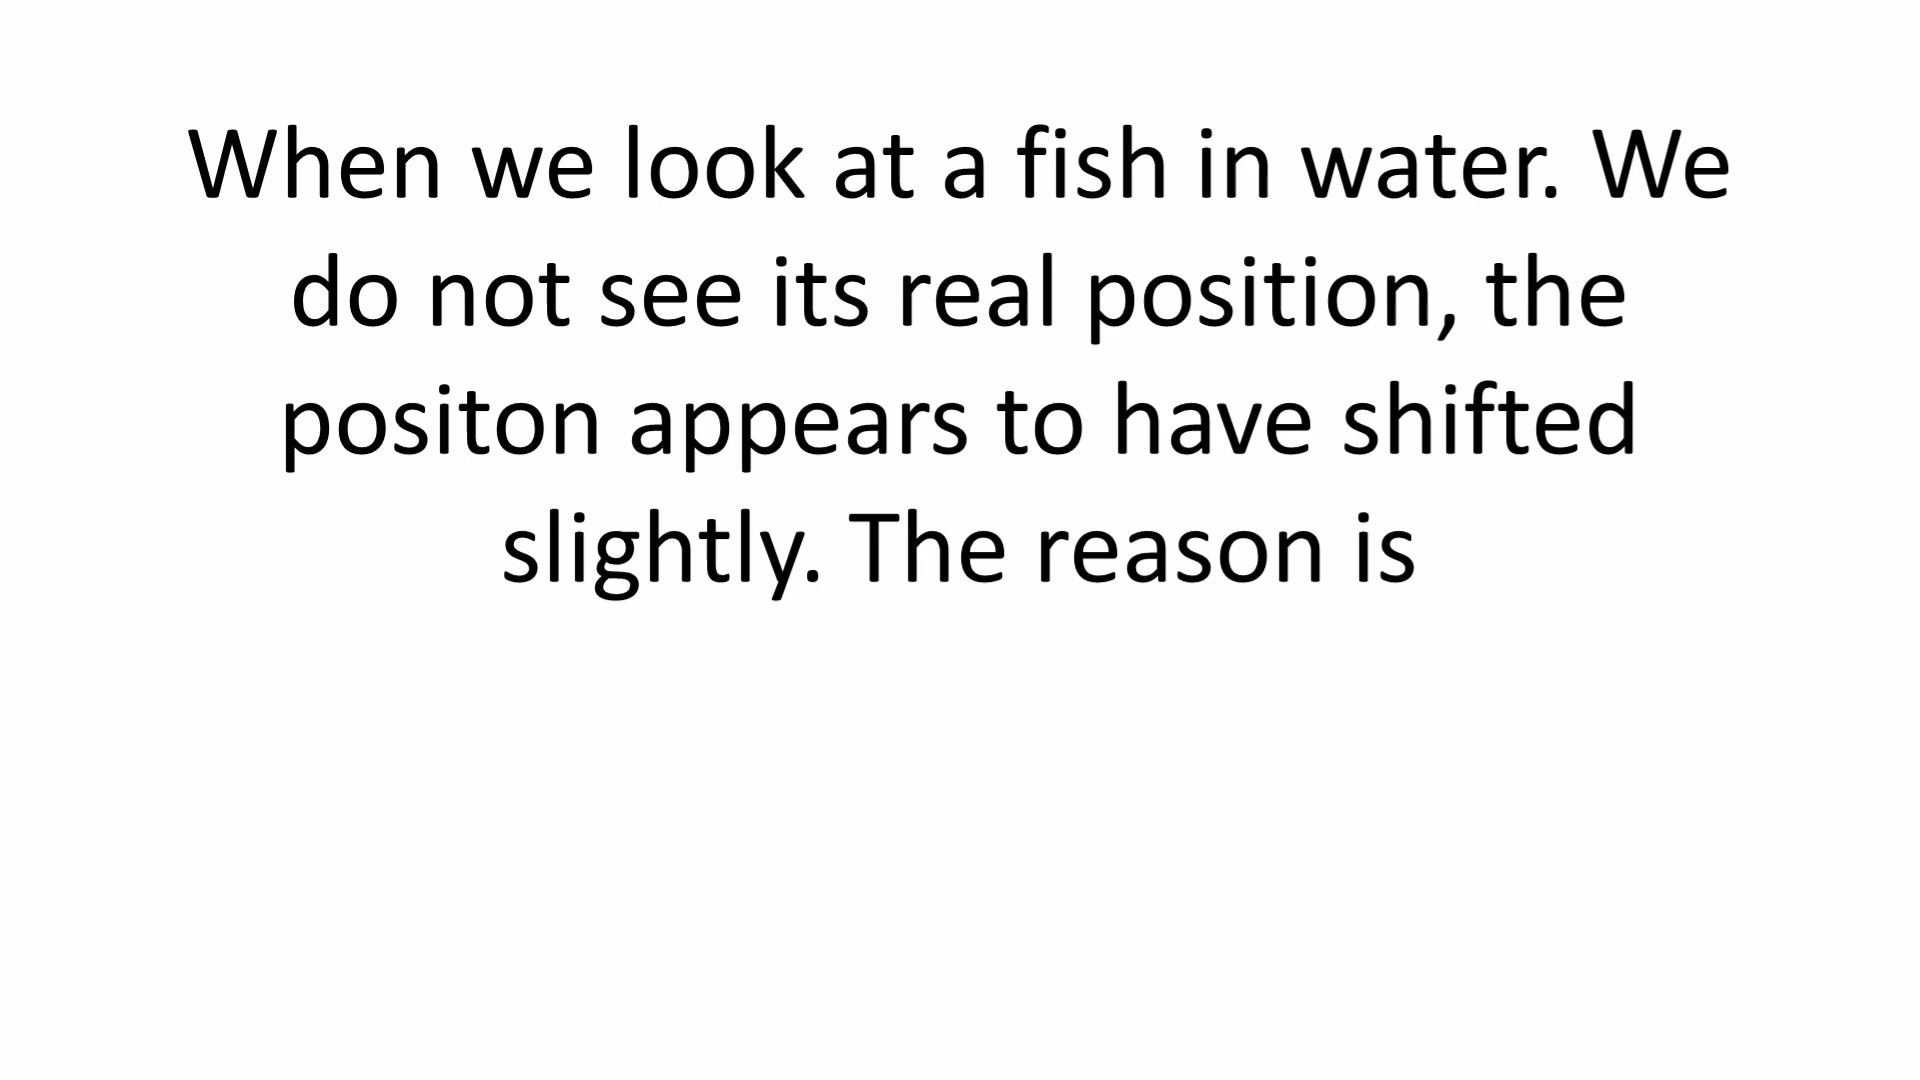 When we look at a fish in water. We
do not see its real position, the
positon appears to have shifted
slightly. The reason is